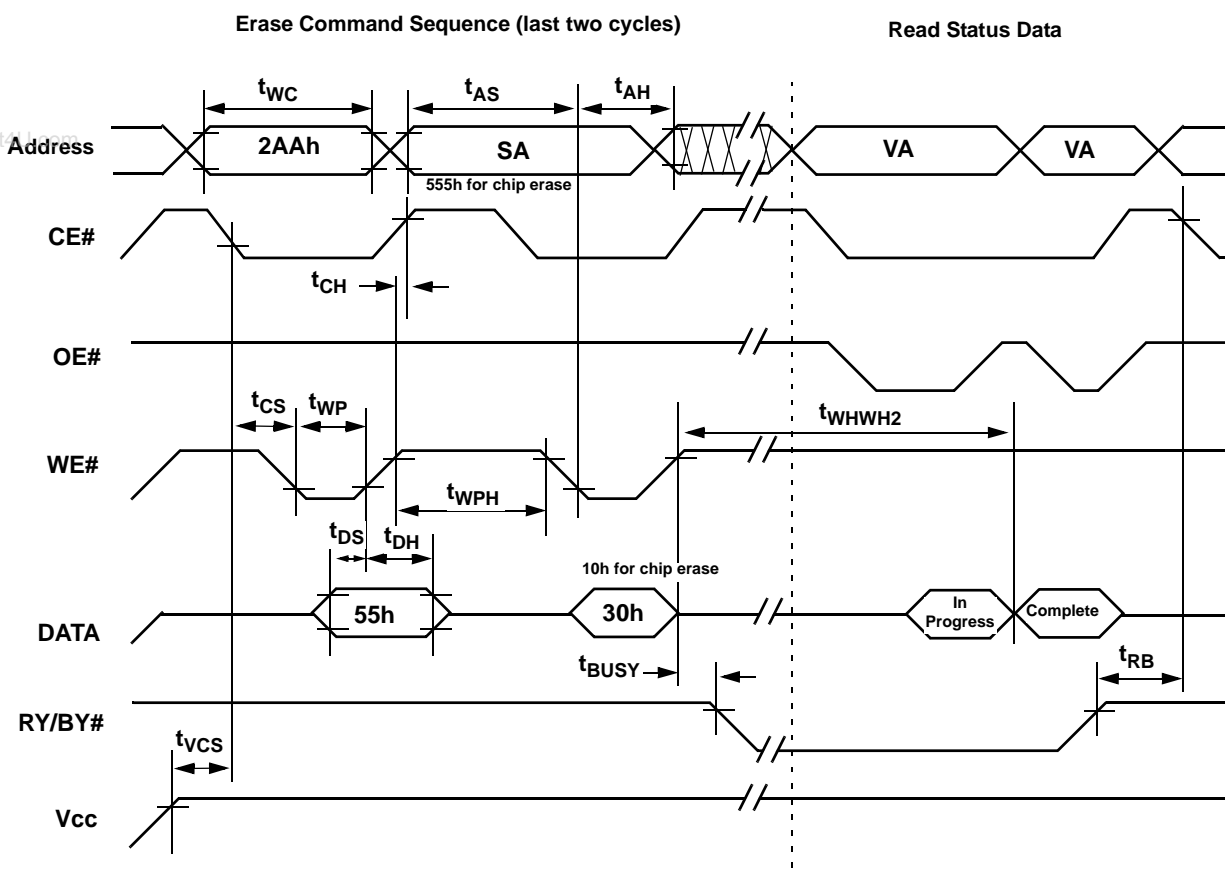 Erase Command Sequence (last two cycles)
Read Status Data
tWC
tAS
tAH
Address
2AAh
SA
VA
VA
555h for chip erase
CE#
tCH
OE#
tCS
tWP
tWHWH2
WE#
tWPH
tDS
tDH
10h for chip erase
DATA
55h
30h
In
Progress
Complete
tBUSY
tRB
RY/BY#
tVCS
Vcc